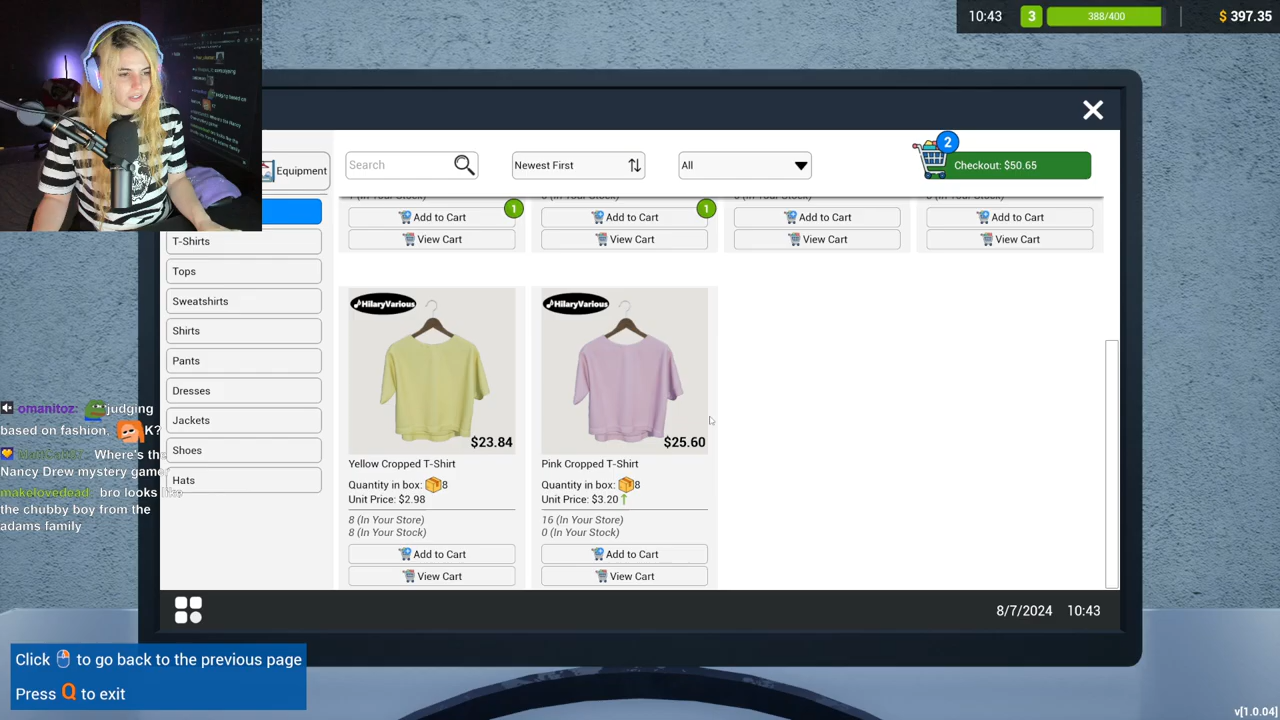 10:43
3
388/400
$ 397.35
Equipment
Search
Newest First
All
2
Checkout: $50.65
(In Your Stock)
Add to Cart
1
Add to Cart
1
Add to Cart
Add to Cart
View Cart
View Cart
View Cart
View Cart
T-Shirts
Tops
Sweatshirts
Shirts
Pants
Dresses
Jackets
Shoes
Hats
HilaryVarious
$23.84
Yellow Cropped T-Shirt
Quantity in box: 8
Unit Price: $2.98
8 (In Your Store)
8 (In Your Stock)
Add to Cart
View Cart
HilaryVarious
$25.60
Pink Cropped T-Shirt
Quantity in box: 8
Unit Price: $3.20
16 (In Your Store)
0 (In Your Stock)
Add to Cart
View Cart
omanitoz: judging
based on fashion, K?
Where's the
Nancy Drew mystery game
makelovedead: bro looks like
the chubby boy from the
adams family
8/7/2024 10:43
Click to go back to the previous page
Press Q to exit
v[1.0.04]